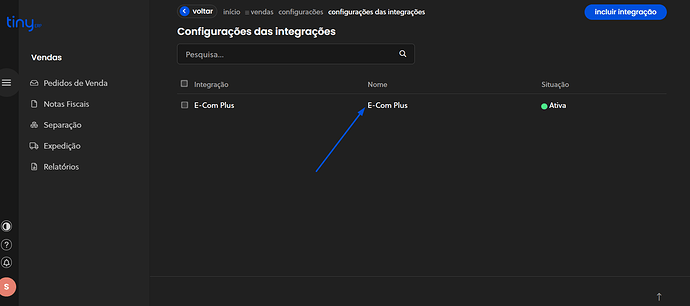 tiny
voltar início vendas configurações configurações das integrações
incluir integração
Configurações das integrações
Pesquisa...
Vendas
Pedidos de Venda
Notas Fiscais
Separação
Expedição
Relatórios
Integração Nome Situação
E-Com Plus E-Com Plus Ativa
S